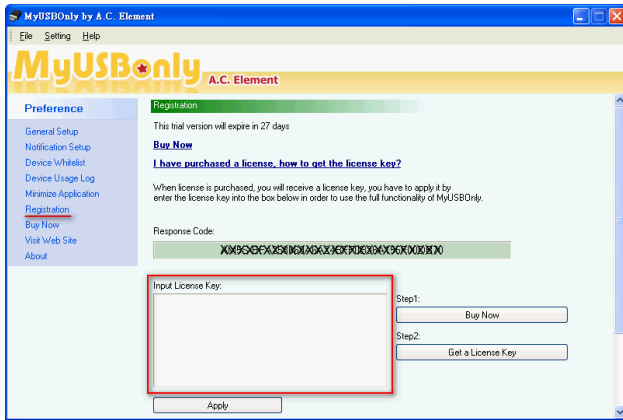 MyUSBOnly by A.C. Element
File Setting Help
MyUSBonly A.C. Element
Preference
General Setup
Notification Setup
Device Whitelist
Device Usage Log
Minimize Application
Registration
Buy Now
Visit Web Site
About
Registration
This trial version will expire in 27 days
Buy Now
I have purchased a license, how to get the license key?
When license is purchased, you will receive a license key, you have to apply it by
enter the license key into the box below in order to use the full functionality of MyUSBOnly.
Response Code:
Input License Key:
Step1:
Buy Now
Step2:
Get a License Key
Apply